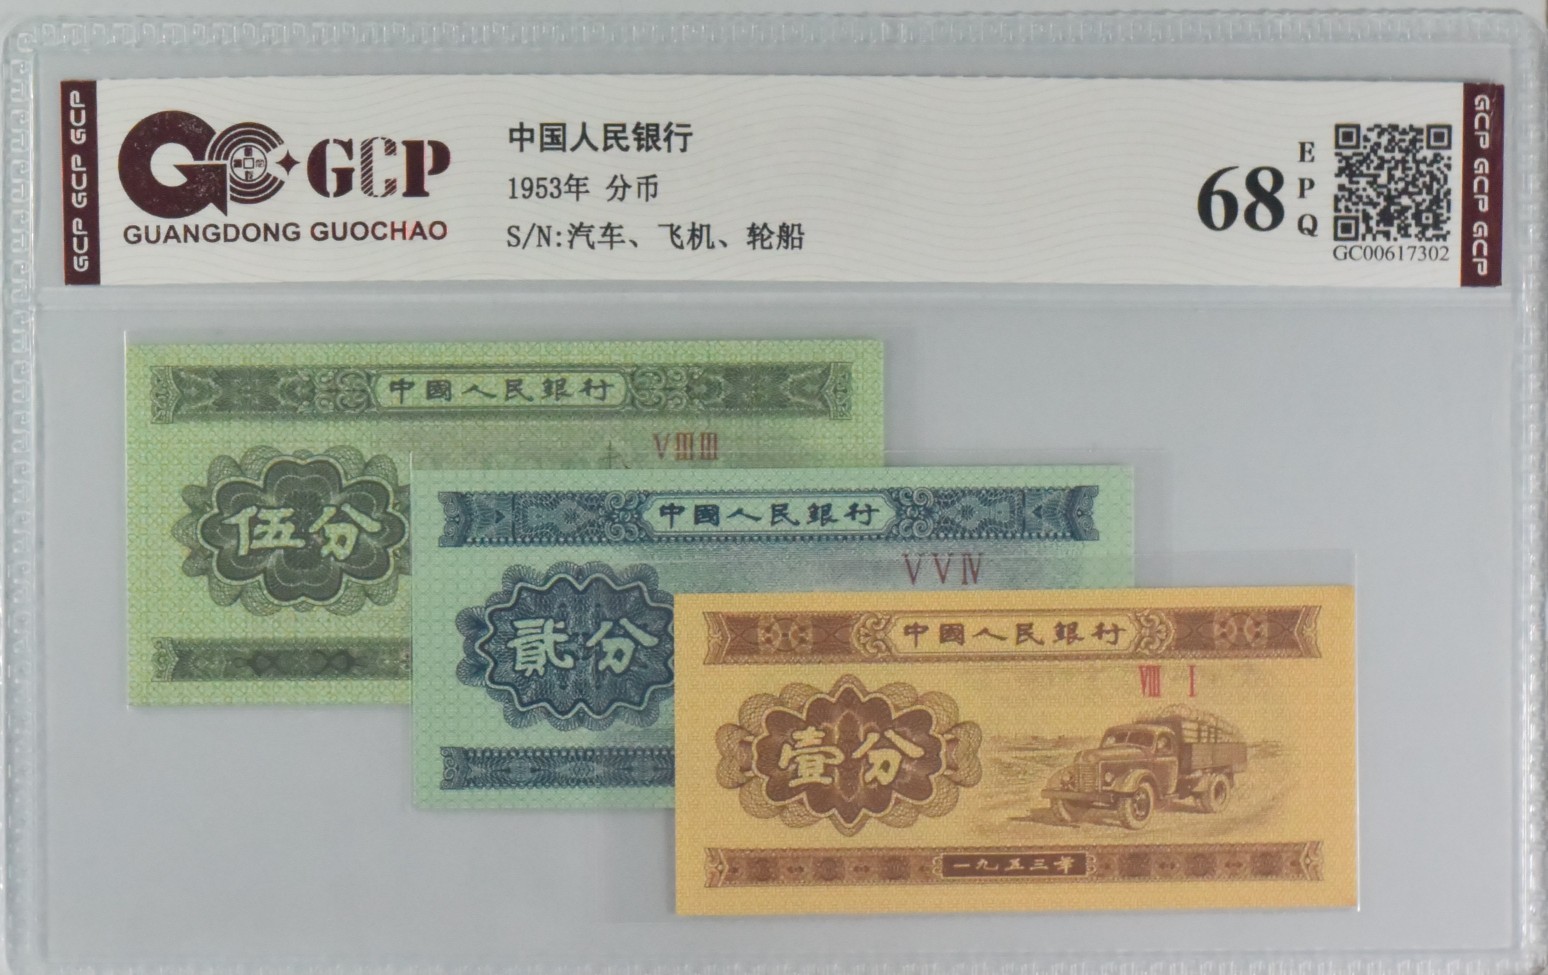 GCP GCP GCP
GCP
GUANGDONG GUOCHAO
中国人民银行
1953年 分币
S/N:汽车、飞机、轮船
68
E
P
Q
GC00617302
GCP GCP GCP
中國人民銀行
V III III
伍分
中國人民銀行
V V IV
貳分
中國人民銀行
VIII I
壹分
一九五三年